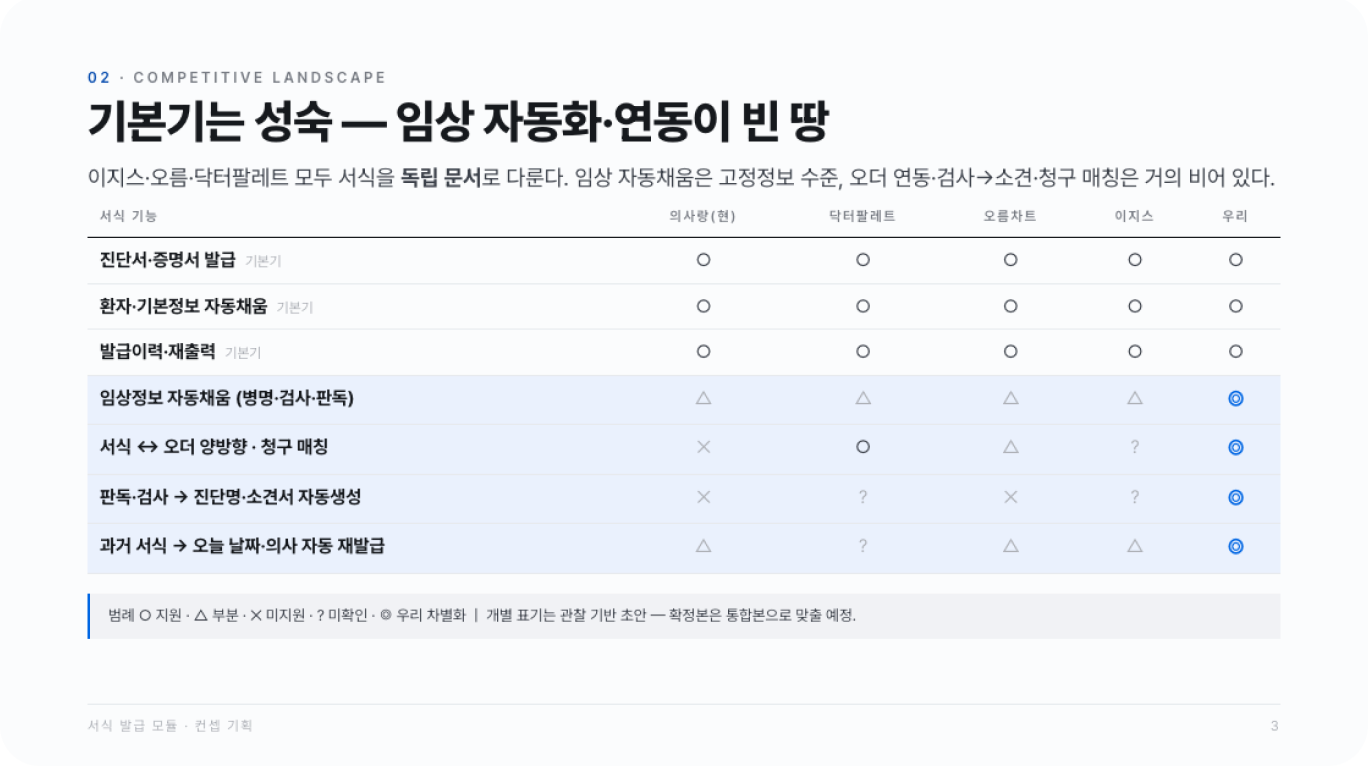 02 · COMPETITIVE LANDSCAPE
기본기는 성숙 — 임상 자동화·연동이 빈 땅
이지스·오름·닥터팔레트 모두 서식을 독립 문서로 다룬다. 임상 자동채움은 고정정보 수준, 오더 연동·검사→소견·청구 매칭은 거의 비어 있다.
서식 기능 의사랑(현) 닥터팔레트 오름차트 이지스 우리
진단서·증명서 발급 기본기 ○ ○ ○ ○ ○
환자·기본정보 자동채움 기본기 ○ ○ ○ ○ ○
발급이력·재출력 기본기 ○ ○ ○ ○ ○
임상정보 자동채움 (병명·검사·판독) △ △ △ △ ◎
서식 ↔ 오더 양방향 · 청구 매칭 × ○ △ ? ◎
판독·검사 → 진단명·소견서 자동생성 × ? × ? ◎
과거 서식 → 오늘 날짜·의사 자동 재발급 △ ? △ △ ◎
범례 ○ 지원 · △ 부분 · × 미지원 · ? 미확인 · ◎ 우리 차별화 | 개별 표기는 관찰 기반 초안 — 확정본은 통합본으로 맞출 예정.
서식 발급 모듈 · 컨셉 기획 3